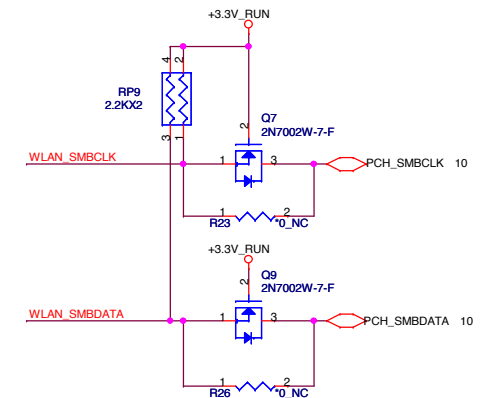 +3.3V_RUN
4 2
RP9
2.2KX2
3 1
2
Q7
2N7002W-7-F
WLAN_SMBCLK
1 3
PCH_SMBCLK 10
1 2
R23 *0_NC
+3.3V_RUN
2
Q9
2N7002W-7-F
WLAN_SMBDATA
1 3
PCH_SMBDATA 10
1 2
R26 *0_NC